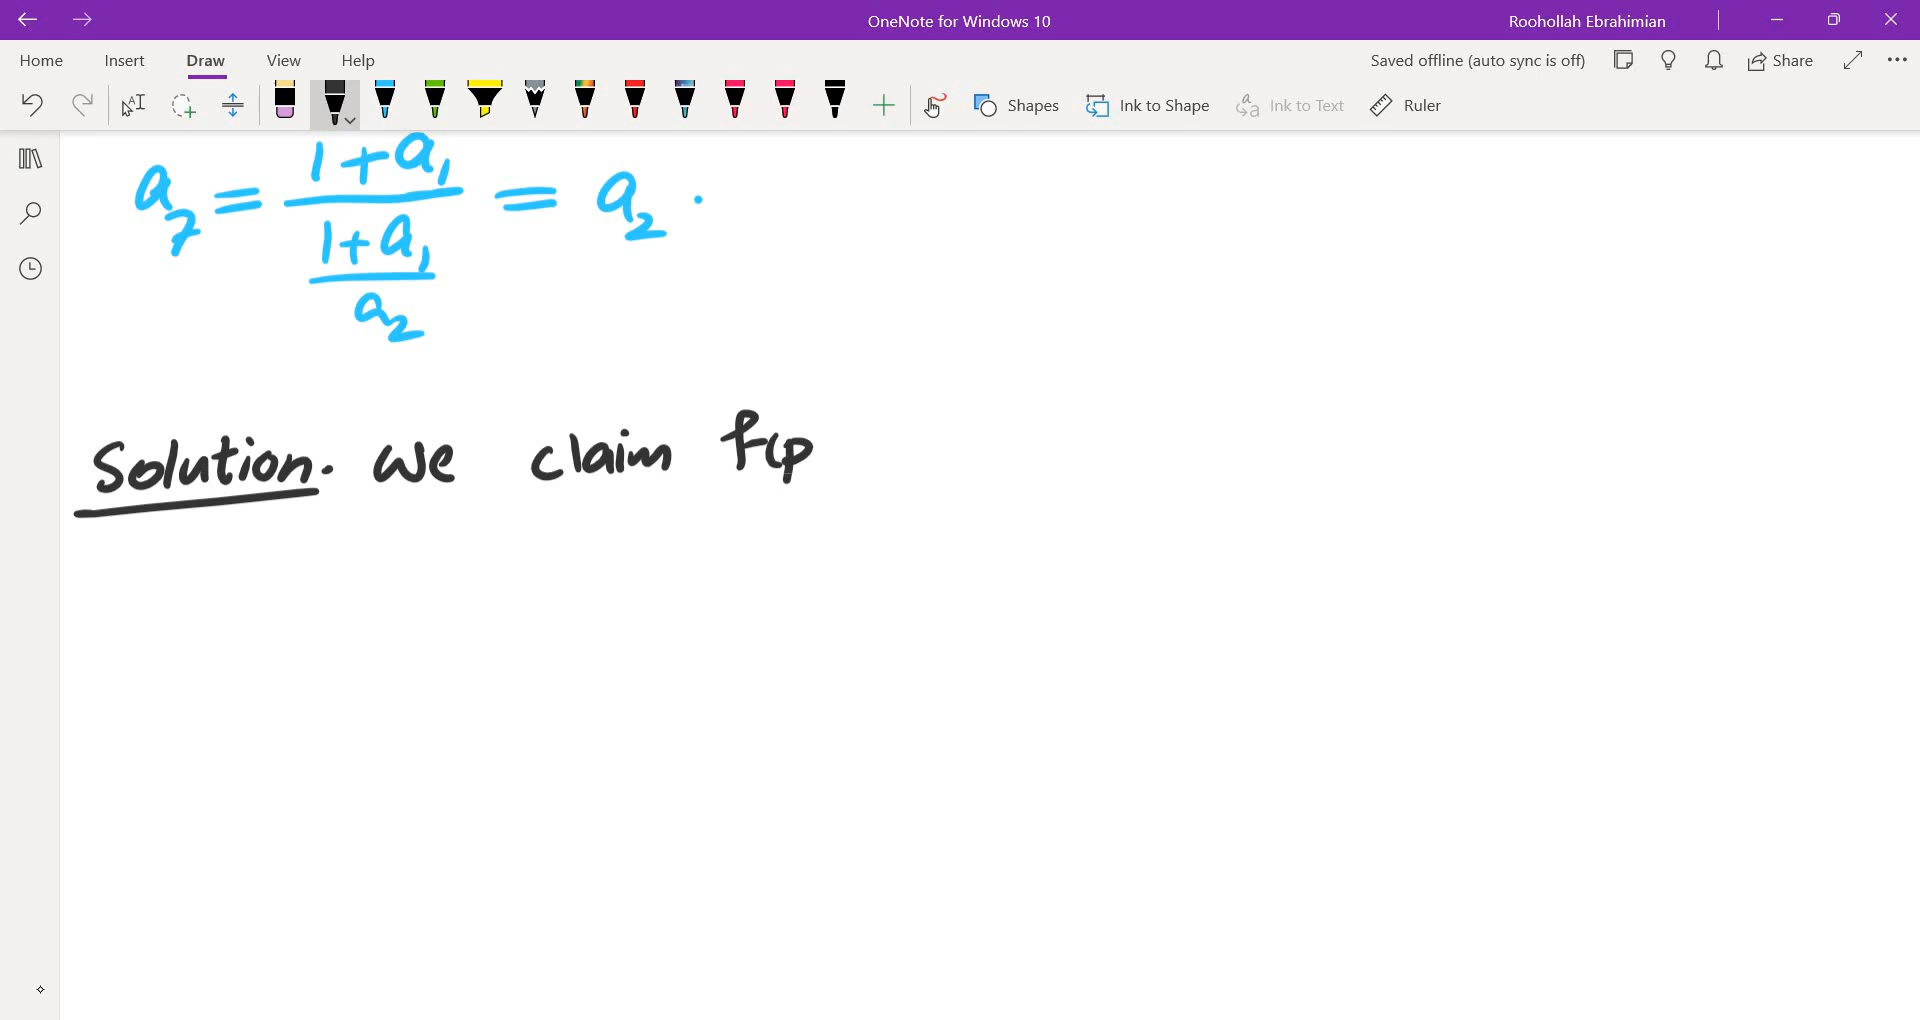 OneNote for Windows 10
Roohollah Ebrahimian
Home Insert Draw View Help
Saved offline (auto sync is off) Share
Shapes Ink to Shape Ink to Text Ruler
a₇ = (1+a₁)/((1+a₁)/a₂) = a₂ .
Solution. We claim f(p